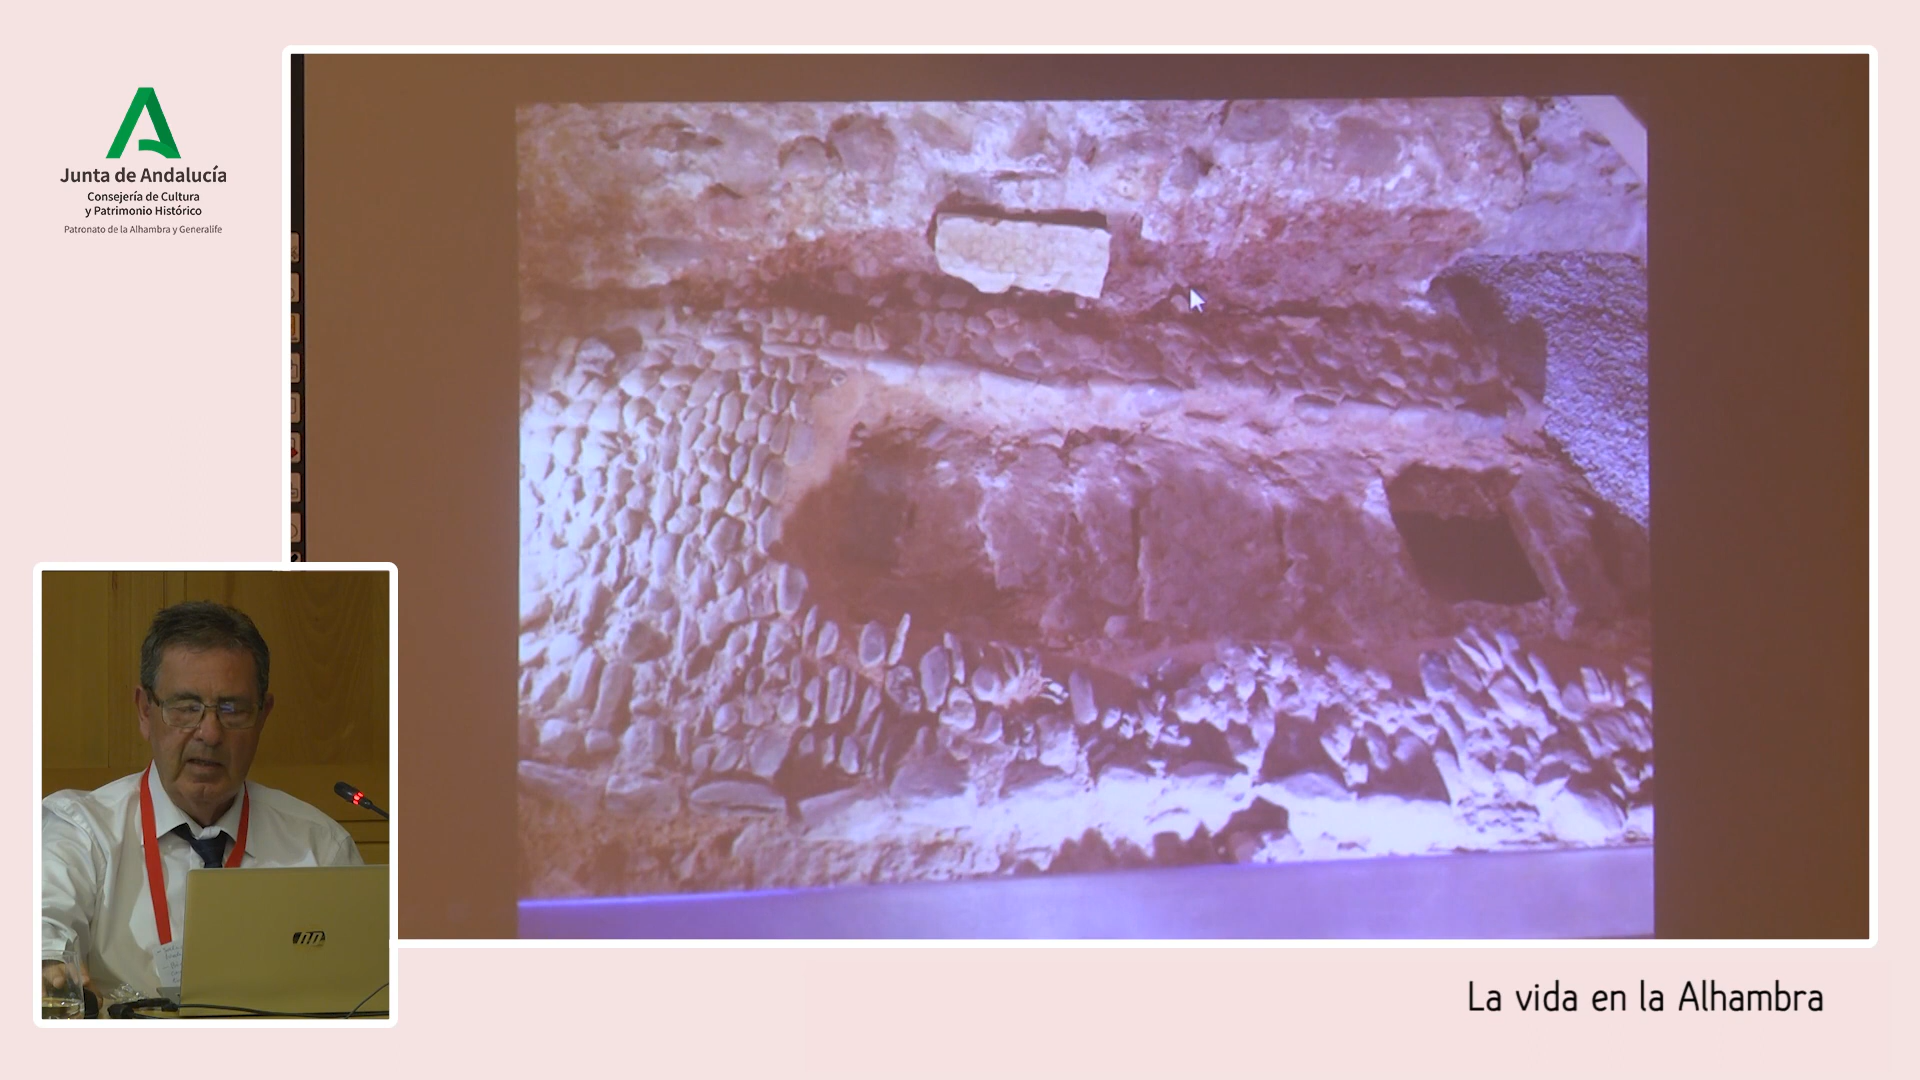 Junta de Andalucía
Consejería de Cultura
y Patrimonio Histórico
Patronato de la Alhambra y Generalife
La vida en la Alhambra